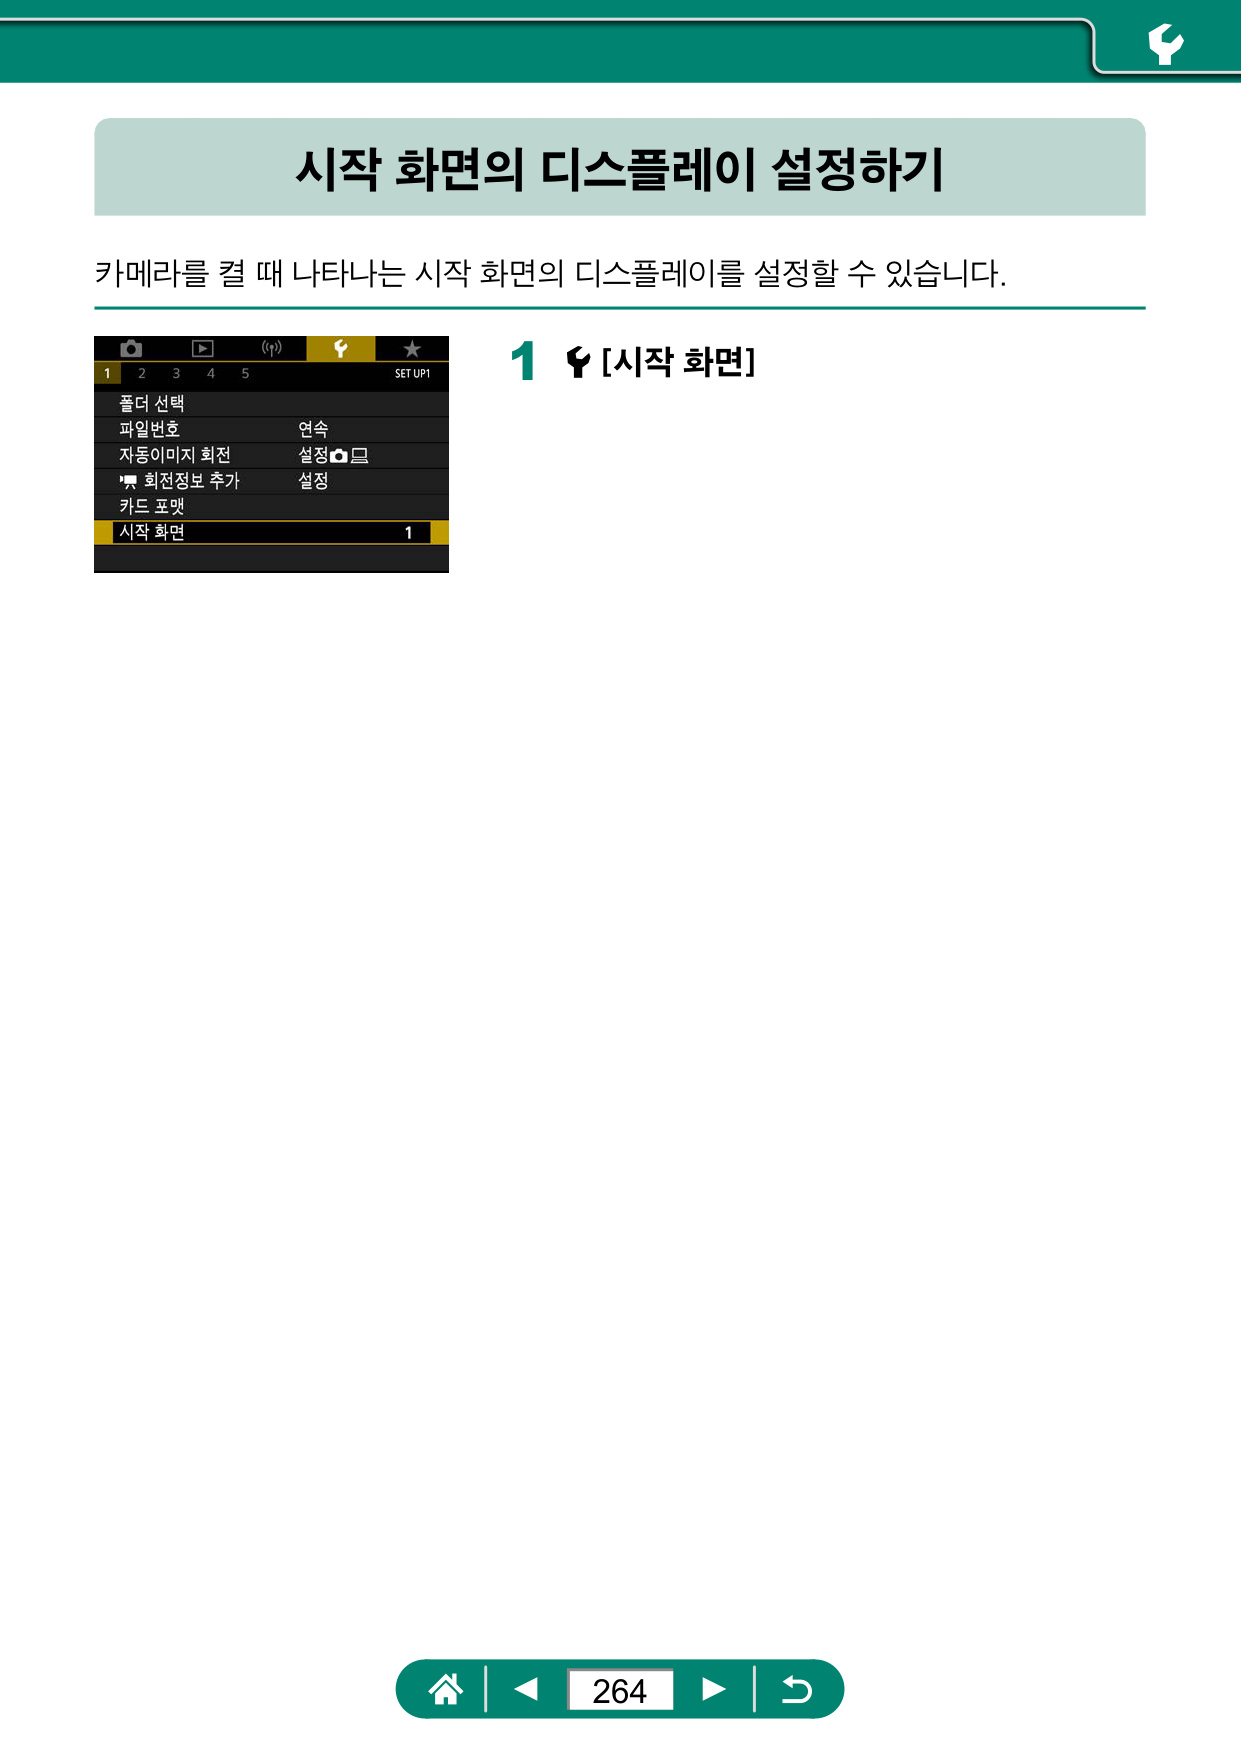 시작 화면의 디스플레이 설정하기
카메라를 켤 때 나타나는 시작 화면의 디스플레이를 설정할 수 있습니다.
1 2 3 4 5 SET UP1
폴더 선택
파일번호 연속
자동이미지 회전 설정
회전정보 추가 설정
카드 포맷
시작 화면 1
1 [시작 화면]
264